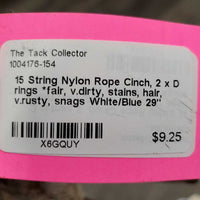 The Tack Collector
1004176-154
15 String Nylon Rope Cinch, 2 x D
rings *fair, v.dirty, stains, hair,
v.rusty, snags White/Blue 29"
X6GQUY
$9.25